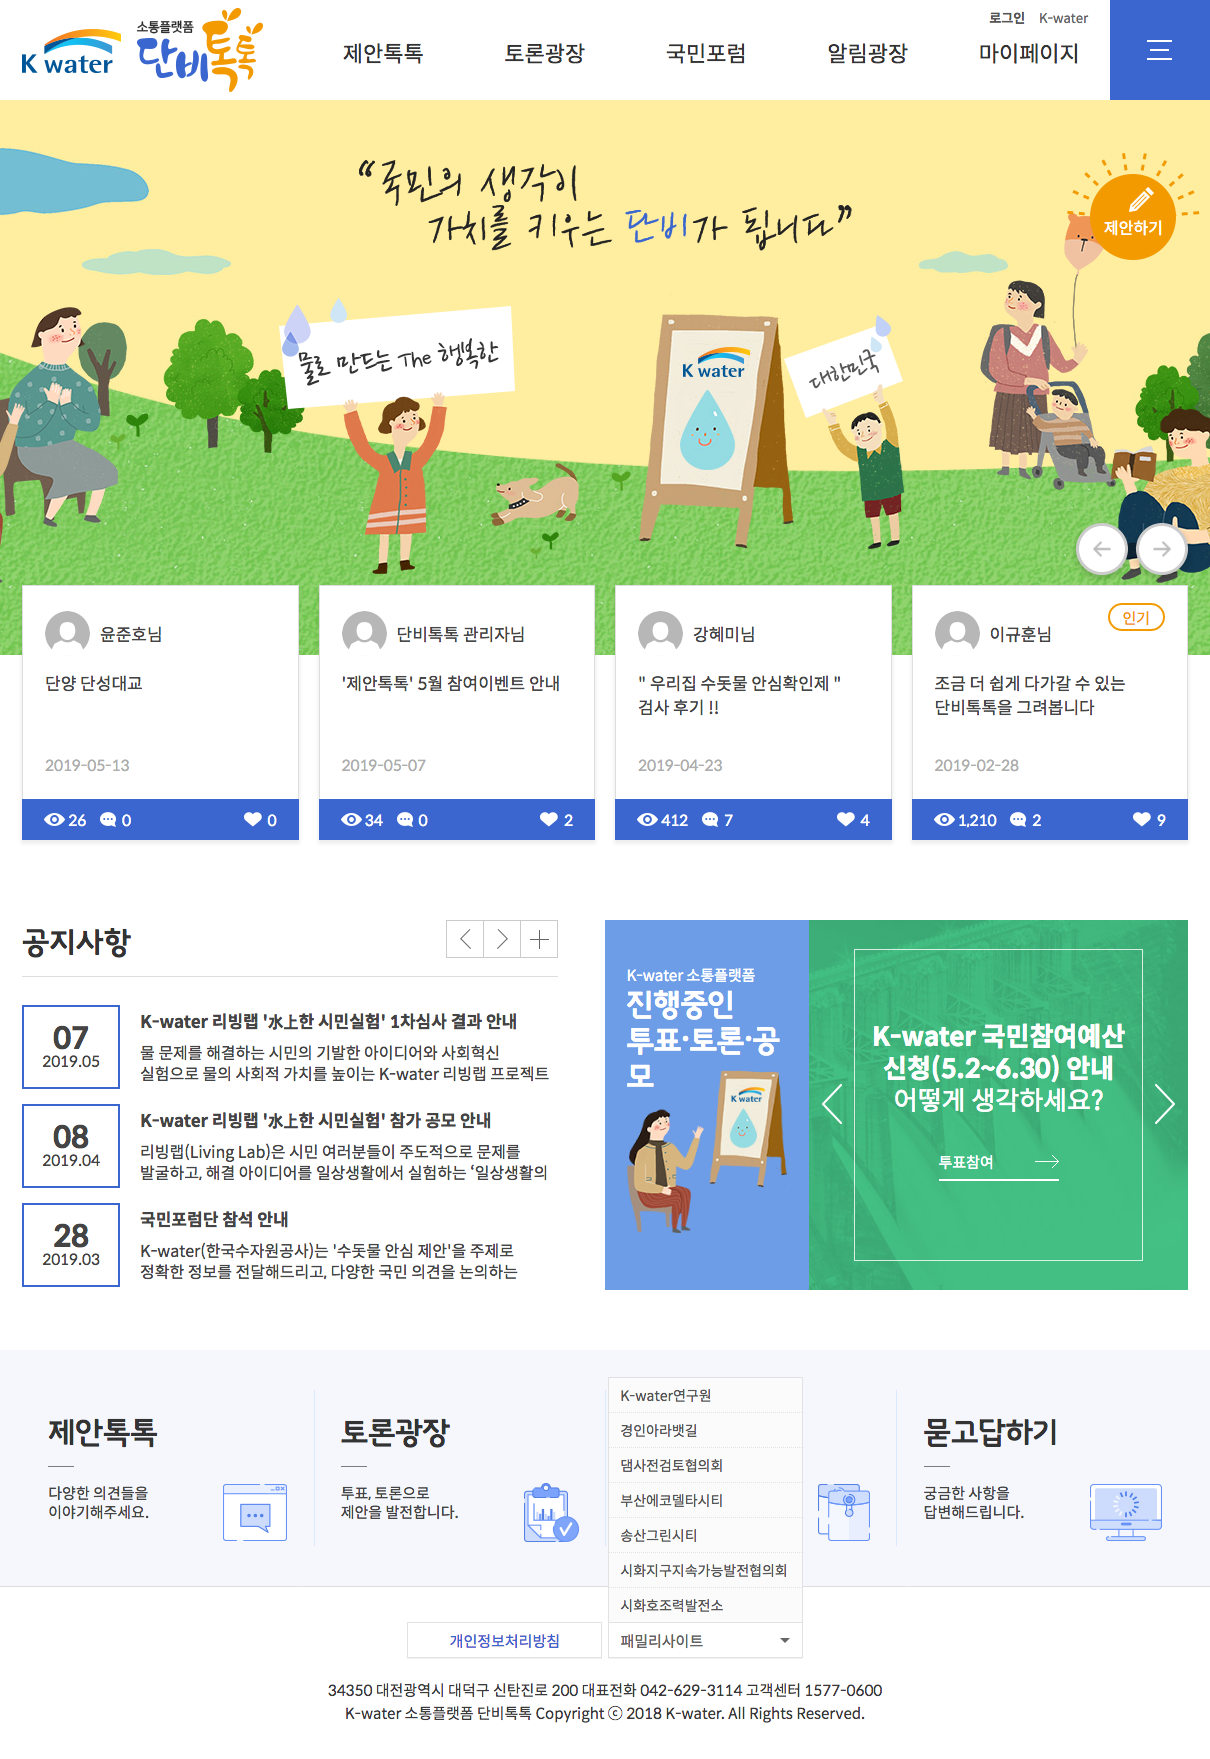 K water
소통플랫폼
단비톡톡
로그인 K-water
제안톡톡 토론광장 국민포럼 알림광장 마이페이지
“국민의 생각이
가치를 키우는 단비가 됩니다”
제안하기
물로 만드는 The 행복한
K water
대한민국
윤준호님
단양 단성대교
2019-05-13
26 0 0
단비톡톡 관리자님
'제안톡톡' 5월 참여이벤트 안내
2019-05-07
34 0 2
강혜미님
" 우리집 수돗물 안심확인제 "
검사 후기 !!
2019-04-23
412 7 4
이규훈님
인기
조금 더 쉽게 다가갈 수 있는
단비톡톡을 그려봅니다
2019-02-28
1,210 2 9
공지사항
07
2019.05
K-water 리빙랩 '水上한 시민실험' 1차심사 결과 안내
물 문제를 해결하는 시민의 기발한 아이디어와 사회혁신
실험으로 물의 사회적 가치를 높이는 K-water 리빙랩 프로젝트
08
2019.04
K-water 리빙랩 '水上한 시민실험' 참가 공모 안내
리빙랩(Living Lab)은 시민 여러분들이 주도적으로 문제를
발굴하고, 해결 아이디어를 일상생활에서 실험하는 ‘일상생활의
28
2019.03
국민포럼단 참석 안내
K-water(한국수자원공사)는 '수돗물 안심 제안'을 주제로
정확한 정보를 전달해드리고, 다양한 국민 의견을 논의하는
K-water 소통플랫폼
진행중인
투표·토론·공
모
K water
K-water 국민참여예산
신청(5.2~6.30) 안내
어떻게 생각하세요?
투표참여
제안톡톡
다양한 의견들을
이야기해주세요.
토론광장
투표, 토론으로
제안을 발전합니다.
K-water연구원
경인아라뱃길
댐사전검토협의회
부산에코델타시티
송산그린시티
시화지구지속가능발전협의회
시화호조력발전소
묻고답하기
궁금한 사항을
답변해드립니다.
개인정보처리방침
패밀리사이트
34350 대전광역시 대덕구 신탄진로 200 대표전화 042-629-3114 고객센터 1577-0600
K-water 소통플랫폼 단비톡톡 Copyright ⓒ 2018 K-water. All Rights Reserved.